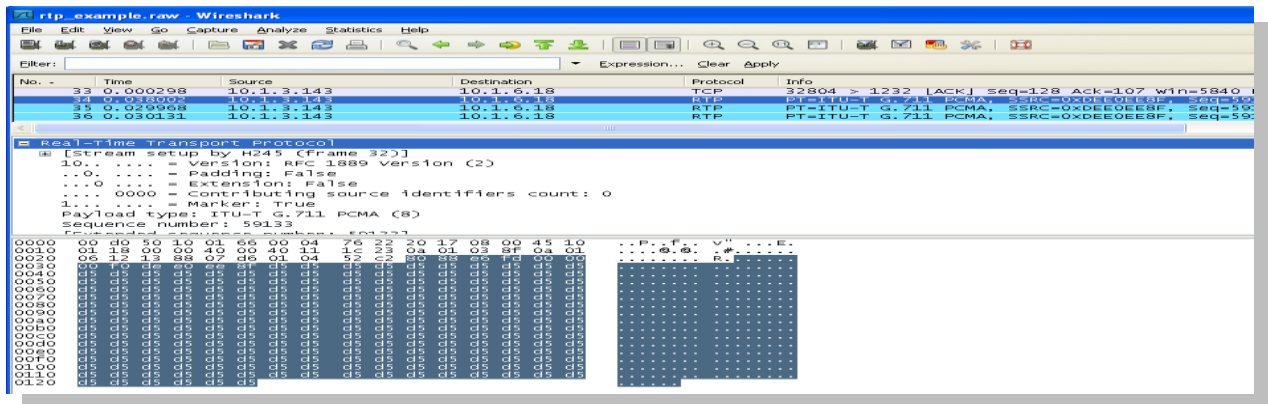 rtp_example.raw - Wireshark
File Edit View Go Capture Analyze Statistics Help
Filter: Expression... Clear Apply
No. - Time Source Destination Protocol Info
33 0.000298 10.1.3.143 10.1.6.18 TCP 32804 > 1232 [ACK] Seq=128 Ack=107 Win=5840
34 0.038002 10.1.3.143 10.1.6.18 RTP PT=ITU-T G.711 PCMA, SSRC=0xDEE0EE8F, Seq=59
35 0.029968 10.1.3.143 10.1.6.18 RTP PT=ITU-T G.711 PCMA, SSRC=0xDEE0EE8F, Seq=59
36 0.030131 10.1.3.143 10.1.6.18 RTP PT=ITU-T G.711 PCMA, SSRC=0xDEE0EE8F, Seq=59
Real-Time Transport Protocol
[Stream setup by H245 (frame 32)]
10.. .... = Version: RFC 1889 Version (2)
..0. .... = Padding: False
...0 .... = Extension: False
.... 0000 = Contributing source identifiers count: 0
1... .... = Marker: True
Payload type: ITU-T G.711 PCMA (8)
Sequence number: 59133
[Extended sequence number: 59133]
0000 00 d0 50 10 01 66 00 04 76 22 20 17 08 00 45 10 ..P..f.. v" ...E.
0010 01 18 00 00 40 00 40 11 1c 23 0a 01 03 8f 0a 01 ....@.@. .#......
0020 06 12 13 88 07 d6 01 04 52 c2 80 88 e6 fd 00 00 ........ R.......
0030 00 f0 de e0 ee 8f d5 d5 d5 d5 d5 d5 d5 d5 d5 d5 ........ ........
0040 d5 d5 d5 d5 d5 d5 d5 d5 d5 d5 d5 d5 d5 d5 d5 d5 ........ ........
0050 d5 d5 d5 d5 d5 d5 d5 d5 d5 d5 d5 d5 d5 d5 d5 d5 ........ ........
0060 d5 d5 d5 d5 d5 d5 d5 d5 d5 d5 d5 d5 d5 d5 d5 d5 ........ ........
0070 d5 d5 d5 d5 d5 d5 d5 d5 d5 d5 d5 d5 d5 d5 d5 d5 ........ ........
0080 d5 d5 d5 d5 d5 d5 d5 d5 d5 d5 d5 d5 d5 d5 d5 d5 ........ ........
0090 d5 d5 d5 d5 d5 d5 d5 d5 d5 d5 d5 d5 d5 d5 d5 d5 ........ ........
00a0 d5 d5 d5 d5 d5 d5 d5 d5 d5 d5 d5 d5 d5 d5 d5 d5 ........ ........
00b0 d5 d5 d5 d5 d5 d5 d5 d5 d5 d5 d5 d5 d5 d5 d5 d5 ........ ........
00c0 d5 d5 d5 d5 d5 d5 d5 d5 d5 d5 d5 d5 d5 d5 d5 d5 ........ ........
00d0 d5 d5 d5 d5 d5 d5 d5 d5 d5 d5 d5 d5 d5 d5 d5 d5 ........ ........
00e0 d5 d5 d5 d5 d5 d5 d5 d5 d5 d5 d5 d5 d5 d5 d5 d5 ........ ........
00f0 d5 d5 d5 d5 d5 d5 d5 d5 d5 d5 d5 d5 d5 d5 d5 d5 ........ ........
0100 d5 d5 d5 d5 d5 d5 d5 d5 d5 d5 d5 d5 d5 d5 d5 d5 ........ ........
0110 d5 d5 d5 d5 d5 d5 d5 d5 d5 d5 d5 d5 d5 d5 d5 d5 ........ ........
0120 d5 d5 d5 d5 d5 d5 ......